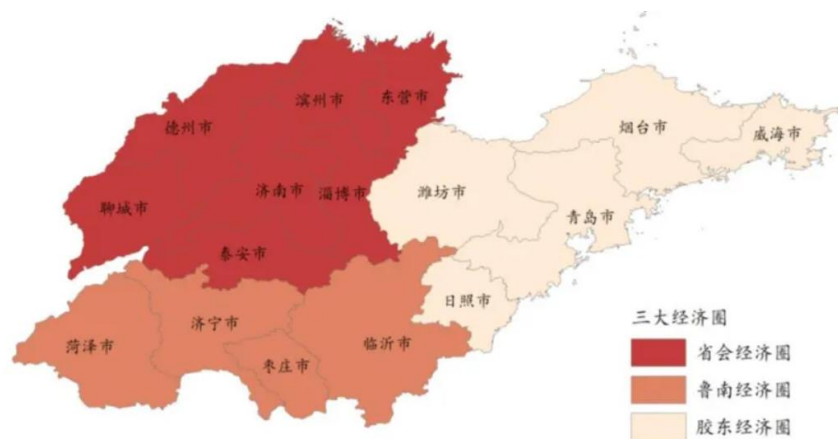 滨州市
东营市
德州市
烟台市
威海市
聊城市
济南市
淄博市
潍坊市
青岛市
泰安市
日照市
菏泽市
济宁市
枣庄市
临沂市
三大经济圈
省会经济圈
鲁南经济圈
胶东经济圈